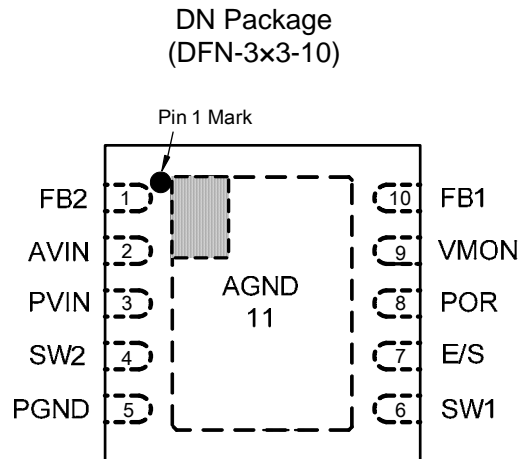 DN Package
(DFN-3×3-10)
Pin 1 Mark
FB2 1 10 FB1
AVIN 2 9 VMON
PVIN 3 AGND 8 POR
11
SW2 4 7 E/S
PGND 5 6 SW1